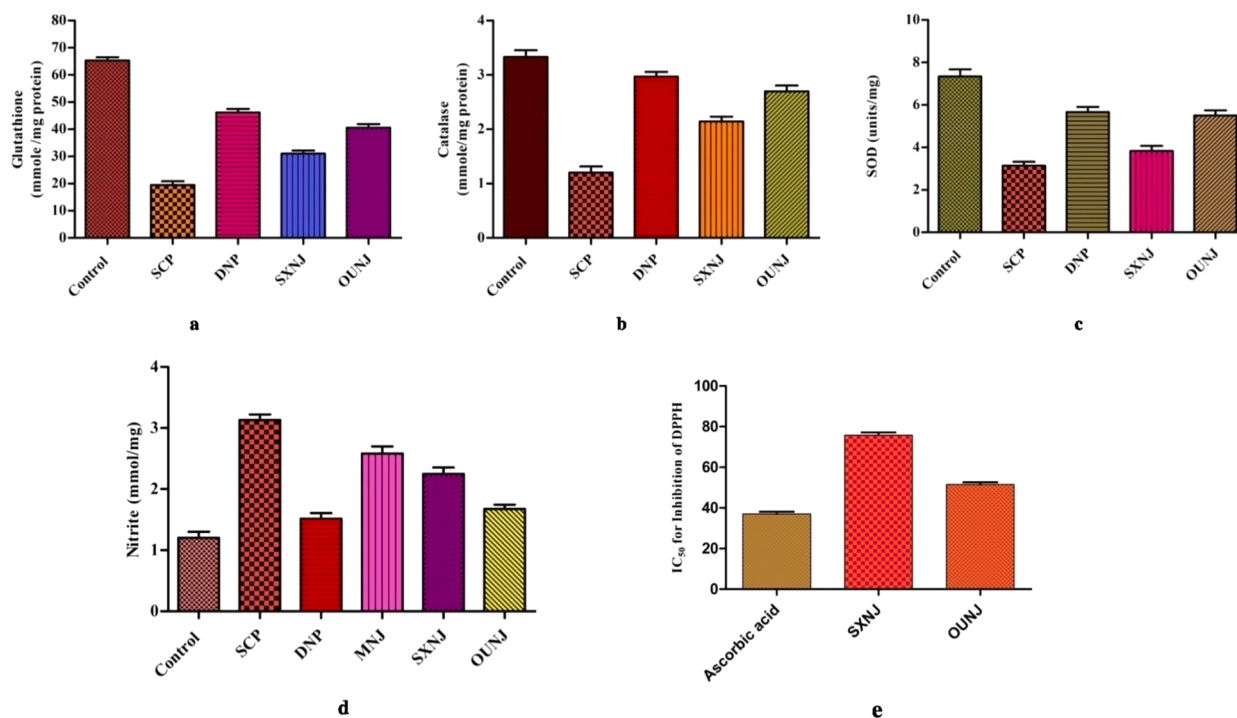 Glutathione
(mmole /mg protein)
80
70
60
50
40
30
20
10
0
Control
SCP
DNP
SXNJ
OUNJ
a
Catalase
(mmole/mg protein)
4
3
2
1
0
Control
SCP
DNP
SXNJ
OUNJ
b
SOD (units/mg)
10
8
6
4
2
0
Control
SCP
DNP
SXNJ
OUNJ
c
Nitrite (mmol/mg)
4
3
2
1
0
Control
SCP
DNP
MNJ
SXNJ
OUNJ
d
IC50 for Inhibition of DPPH
100
80
60
40
20
0
Ascorbic acid
SXNJ
OUNJ
e